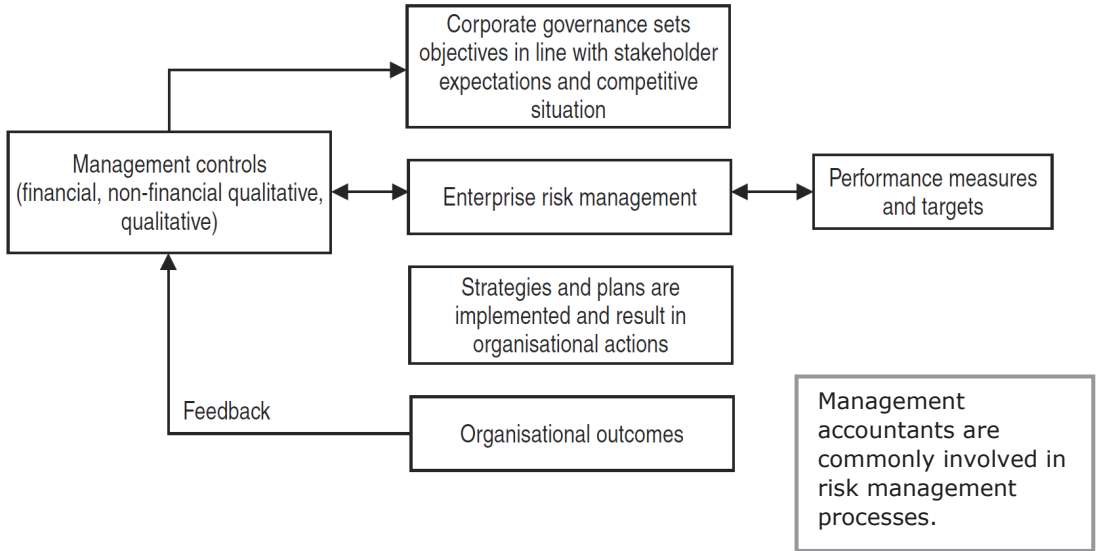 Corporate governance sets
objectives in line with stakeholder
expectations and competitive
situation
Management controls
(financial, non-financial qualitative,
qualitative)
Enterprise risk management
Performance measures
and targets
Strategies and plans are
implemented and result in
organisational actions
Feedback
Organisational outcomes
Management
accountants are
commonly involved in
risk management
processes.